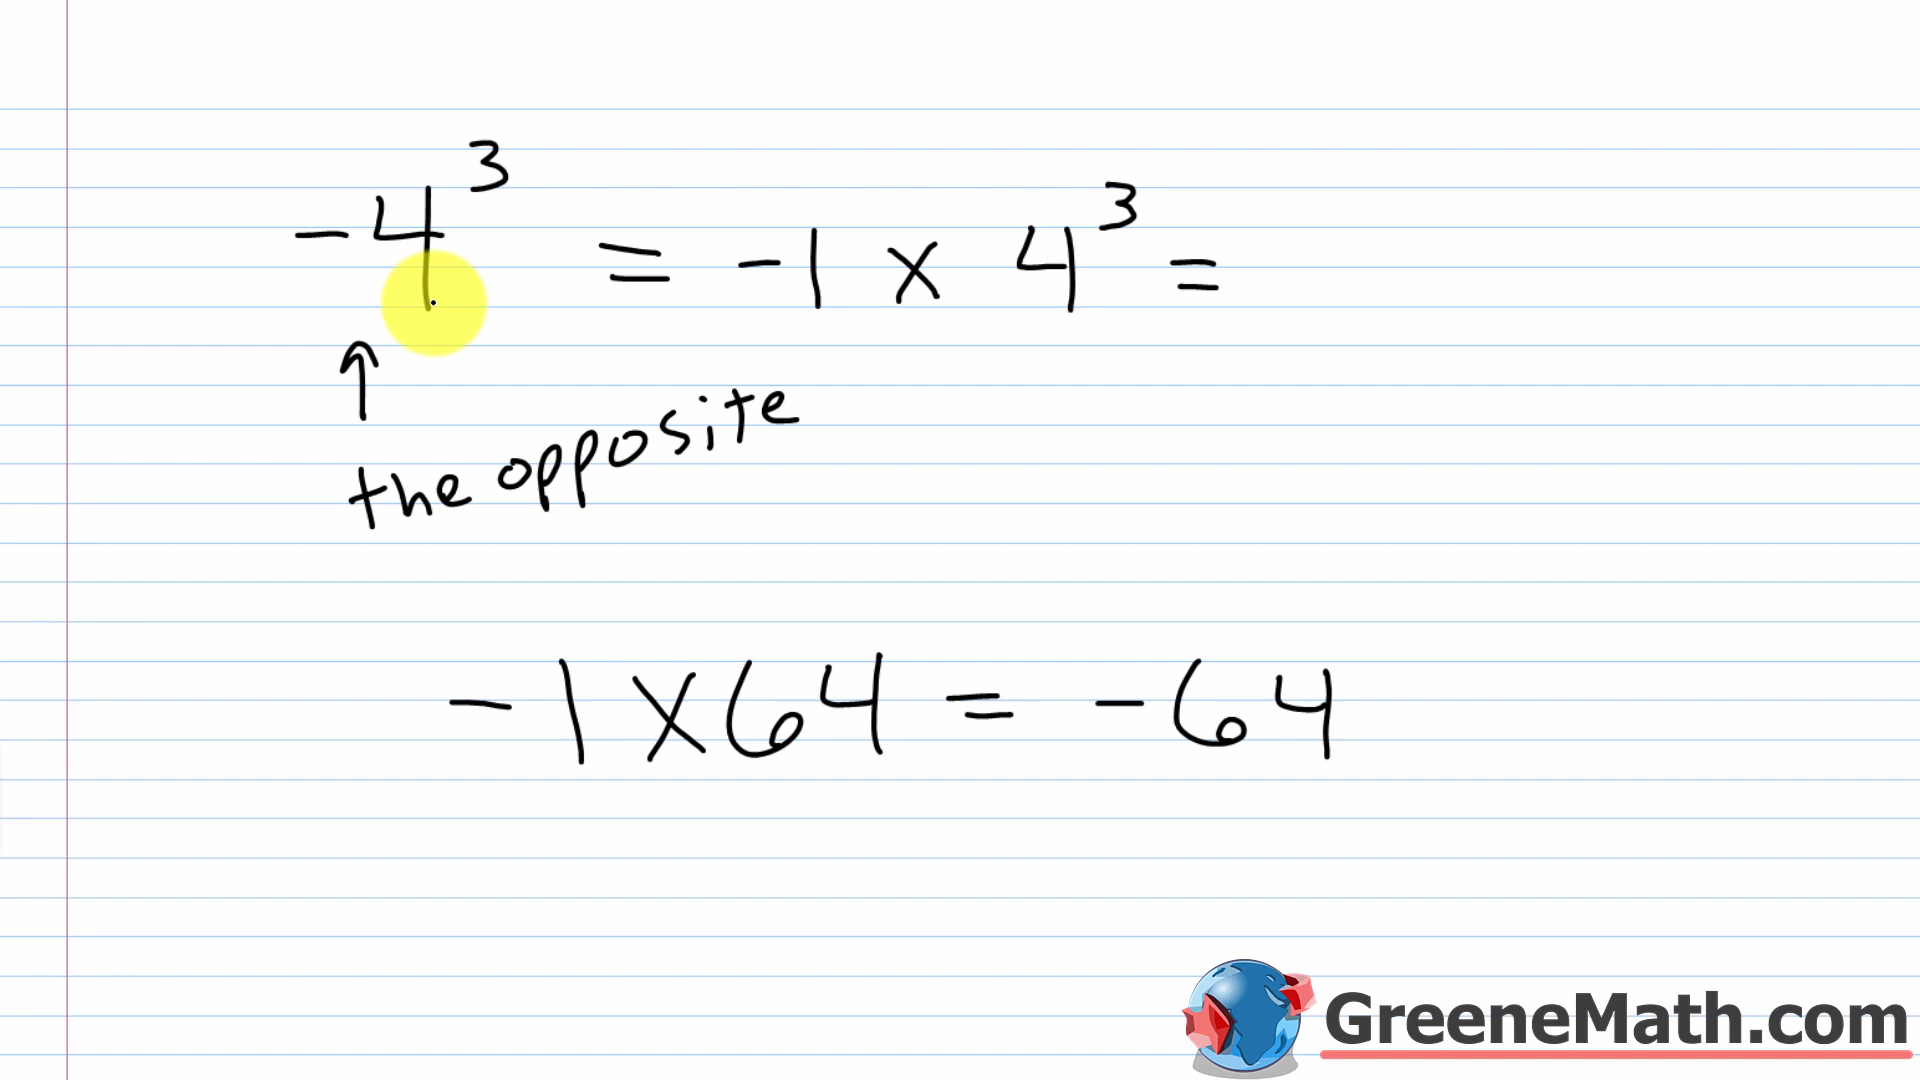 -4³ = -1 x 4³ =
↑
the opposite
-1 x 64 = -64
GreeneMath.com